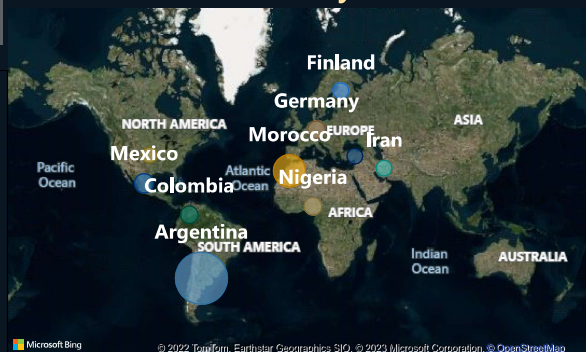 Finland
Germany
NORTH AMERICA
ASIA
Morocco
EUROPE
Iran
Mexico
Pacific
Ocean
Atlantic
Ocean
Nigeria
Colombia
AFRICA
Argentina
SOUTH AMERICA
Indian
Ocean
AUSTRALIA
Microsoft Bing
© 2022 TomTom, Earthstar Geographics SIO, © 2023 Microsoft Corporation, © OpenStreetMap